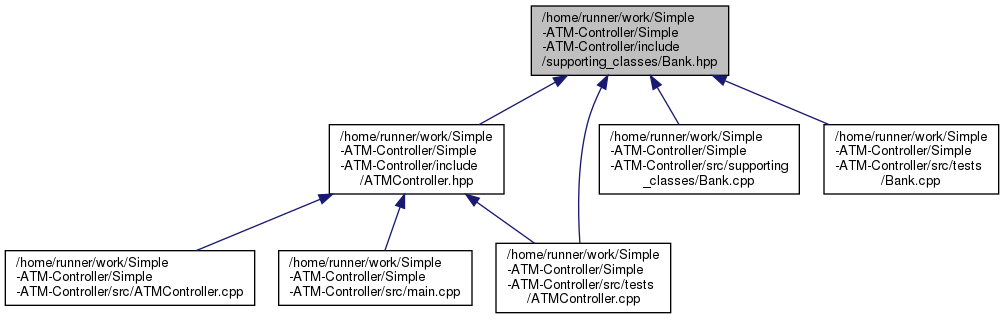 /home/runner/work/Simple
-ATM-Controller/Simple
-ATM-Controller/include
/supporting_classes/Bank.hpp
/home/runner/work/Simple
-ATM-Controller/Simple
-ATM-Controller/include
/ATMController.hpp
/home/runner/work/Simple
-ATM-Controller/Simple
-ATM-Controller/src/supporting
_classes/Bank.cpp
/home/runner/work/Simple
-ATM-Controller/Simple
-ATM-Controller/src/tests
/Bank.cpp
/home/runner/work/Simple
-ATM-Controller/Simple
-ATM-Controller/src/ATMController.cpp
/home/runner/work/Simple
-ATM-Controller/Simple
-ATM-Controller/src/main.cpp
/home/runner/work/Simple
-ATM-Controller/Simple
-ATM-Controller/src/tests
/ATMController.cpp